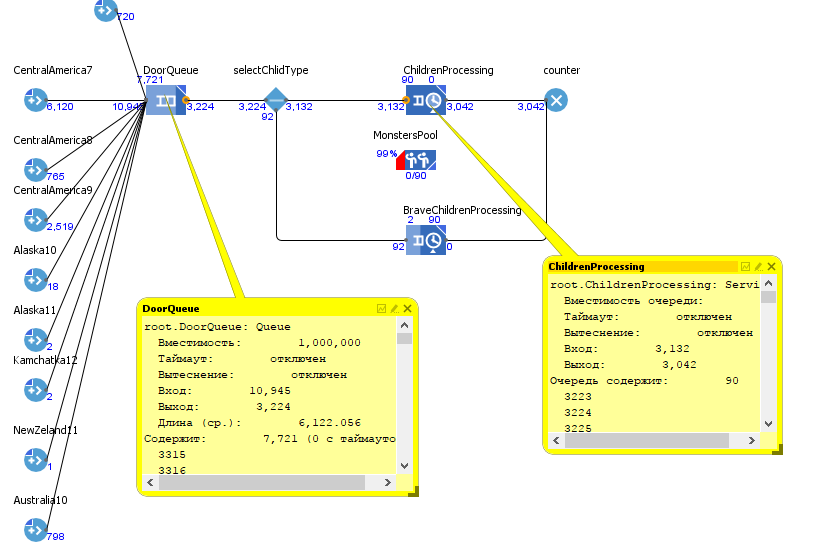 720
CentralAmerica7
DoorQueue
selectChlidType
ChildrenProcessing
counter
7,721
90 0
6,120
10,945
3,224
3,224
3,132
3,132
3,042
3,042
92
MonstersPool
99%
0/90
CentralAmerica8
765
CentralAmerica9
2,519
BraveChildrenProcessing
2 90
92
0
Alaska10
18
Alaska11
2
Kamchatka12
2
NewZeland11
1
Australia10
798
DoorQueue
root.DoorQueue: Queue
Вместимость: 1,000,000
Таймаут: отключен
Вытеснение: отключен
Вход: 10,945
Выход: 3,224
Длина (ср.): 6,122.056
Содержит: 7,721 (0 с таймауто
3315
3316
ChildrenProcessing
root.ChildrenProcessing: Servi
Вместимость очереди:
Таймаут: отключен
Вытеснение: отключен
Вход: 3,132
Выход: 3,042
Очередь содержит: 90
3223
3224
3225